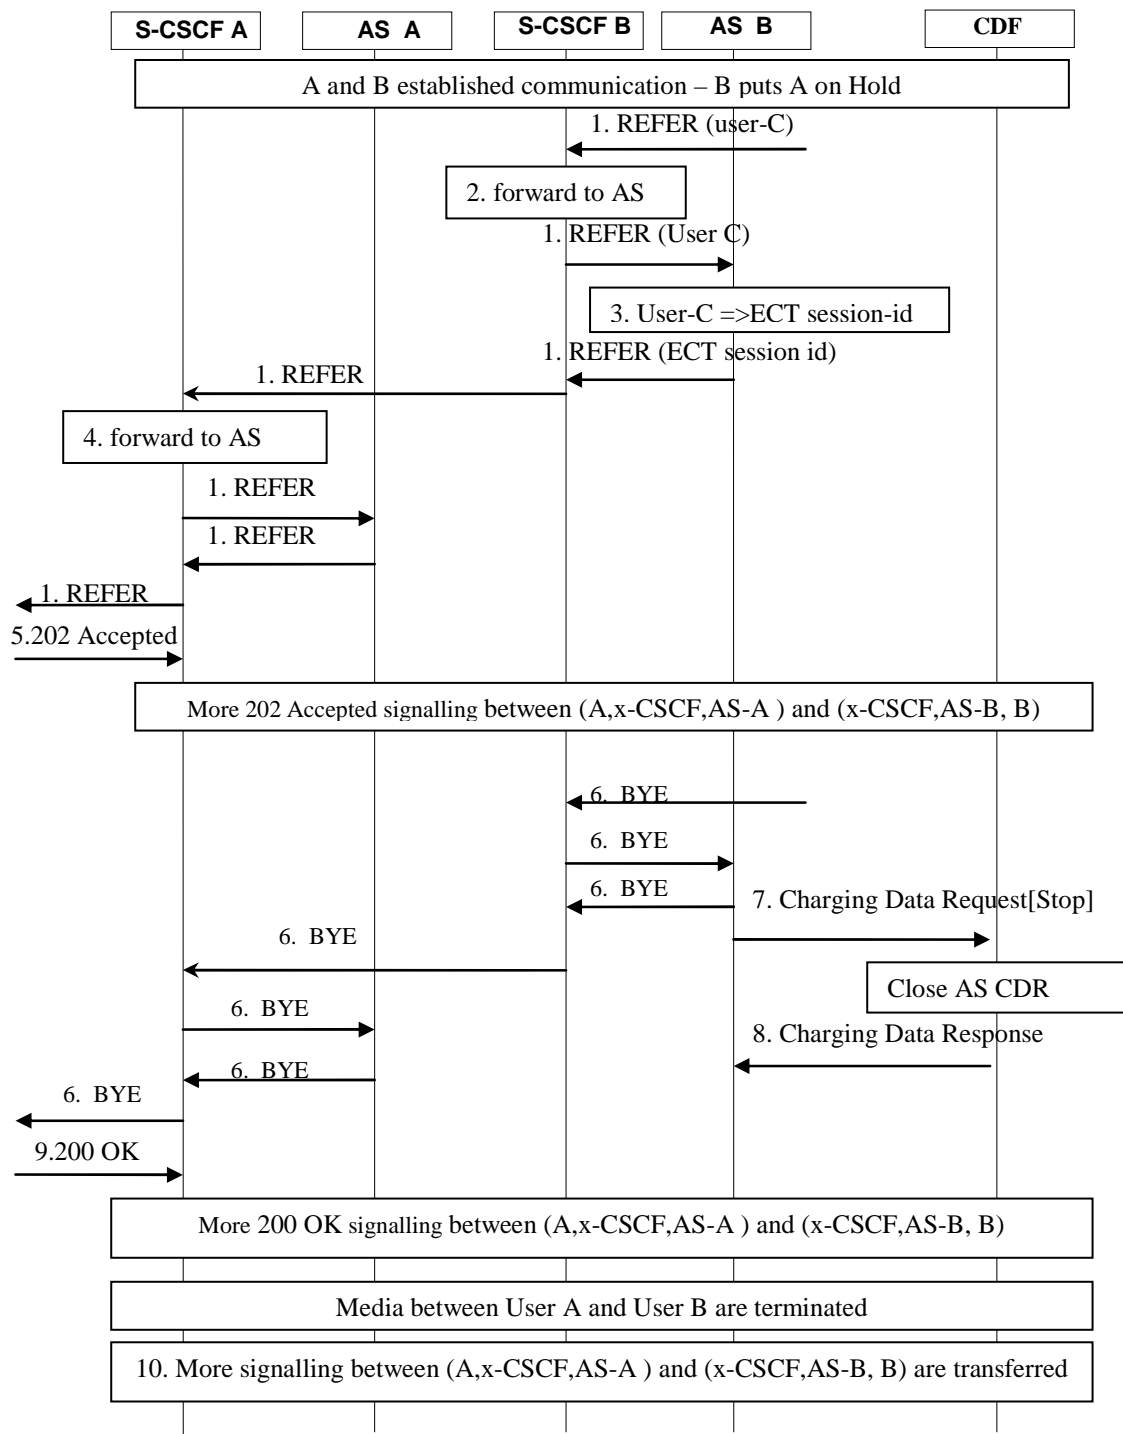 S-CSCF A
AS A
S-CSCF B
AS B
CDF
A and B established communication – B puts A on Hold
1. REFER (user-C)
2. forward to AS
1. REFER (User C)
3. User-C =>ECT session-id
1. REFER (ECT session id)
1. REFER
4. forward to AS
1. REFER
1. REFER
1. REFER
5.202 Accepted
More 202 Accepted signalling between (A,x-CSCF,AS-A ) and (x-CSCF,AS-B, B)
6. BYE
6. BYE
6. BYE
7. Charging Data Request[Stop]
6. BYE
Close AS CDR
6. BYE
8. Charging Data Response
6. BYE
6. BYE
9.200 OK
More 200 OK signalling between (A,x-CSCF,AS-A ) and (x-CSCF,AS-B, B)
Media between User A and User B are terminated
10. More signalling between (A,x-CSCF,AS-A ) and (x-CSCF,AS-B, B) are transferred